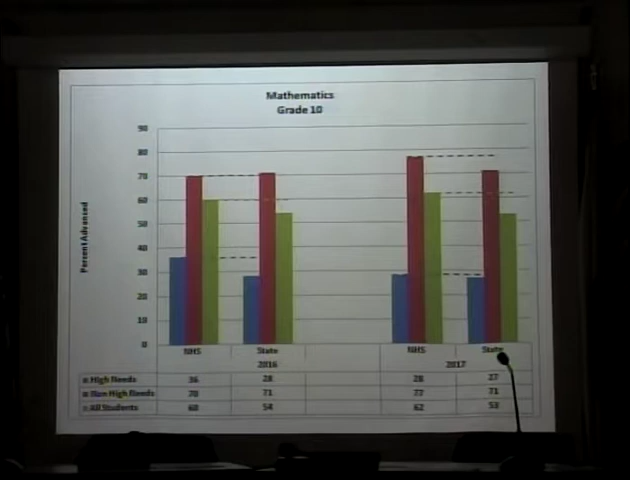 Mathematics
Grade 10
Percent Advanced
90
80
70
60
50
40
30
20
10
0
NHS State NHS State
2016 2017
High Needs 36 28 28 27
Non High Needs 70 71 77 71
All Students 60 54 62 53